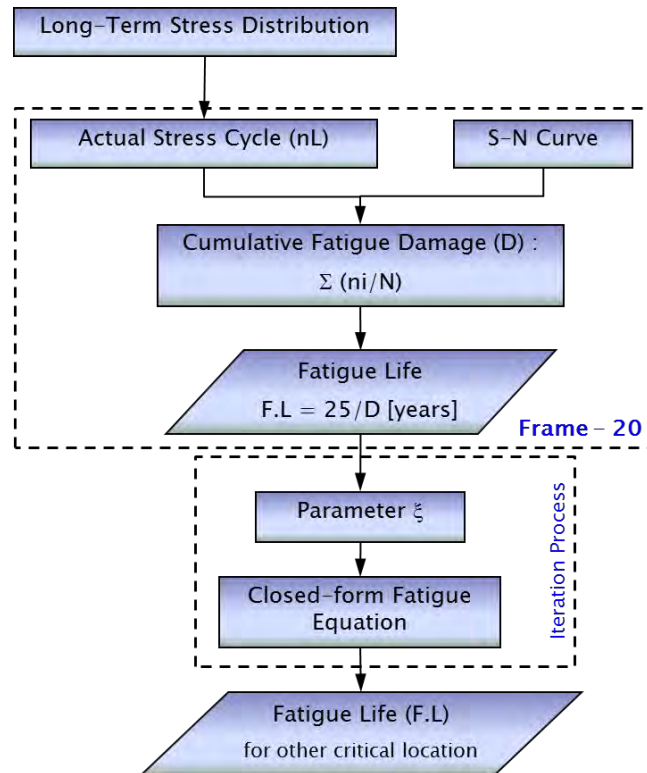 Long-Term Stress Distribution
Actual Stress Cycle (nL)
S-N Curve
Cumulative Fatigue Damage (D) :
Σ (ni/N)
Fatigue Life
F.L = 25/D [years]
Frame - 20
Parameter ξ
Iteration Process
Closed-form Fatigue
Equation
Fatigue Life (F.L)
for other critical location